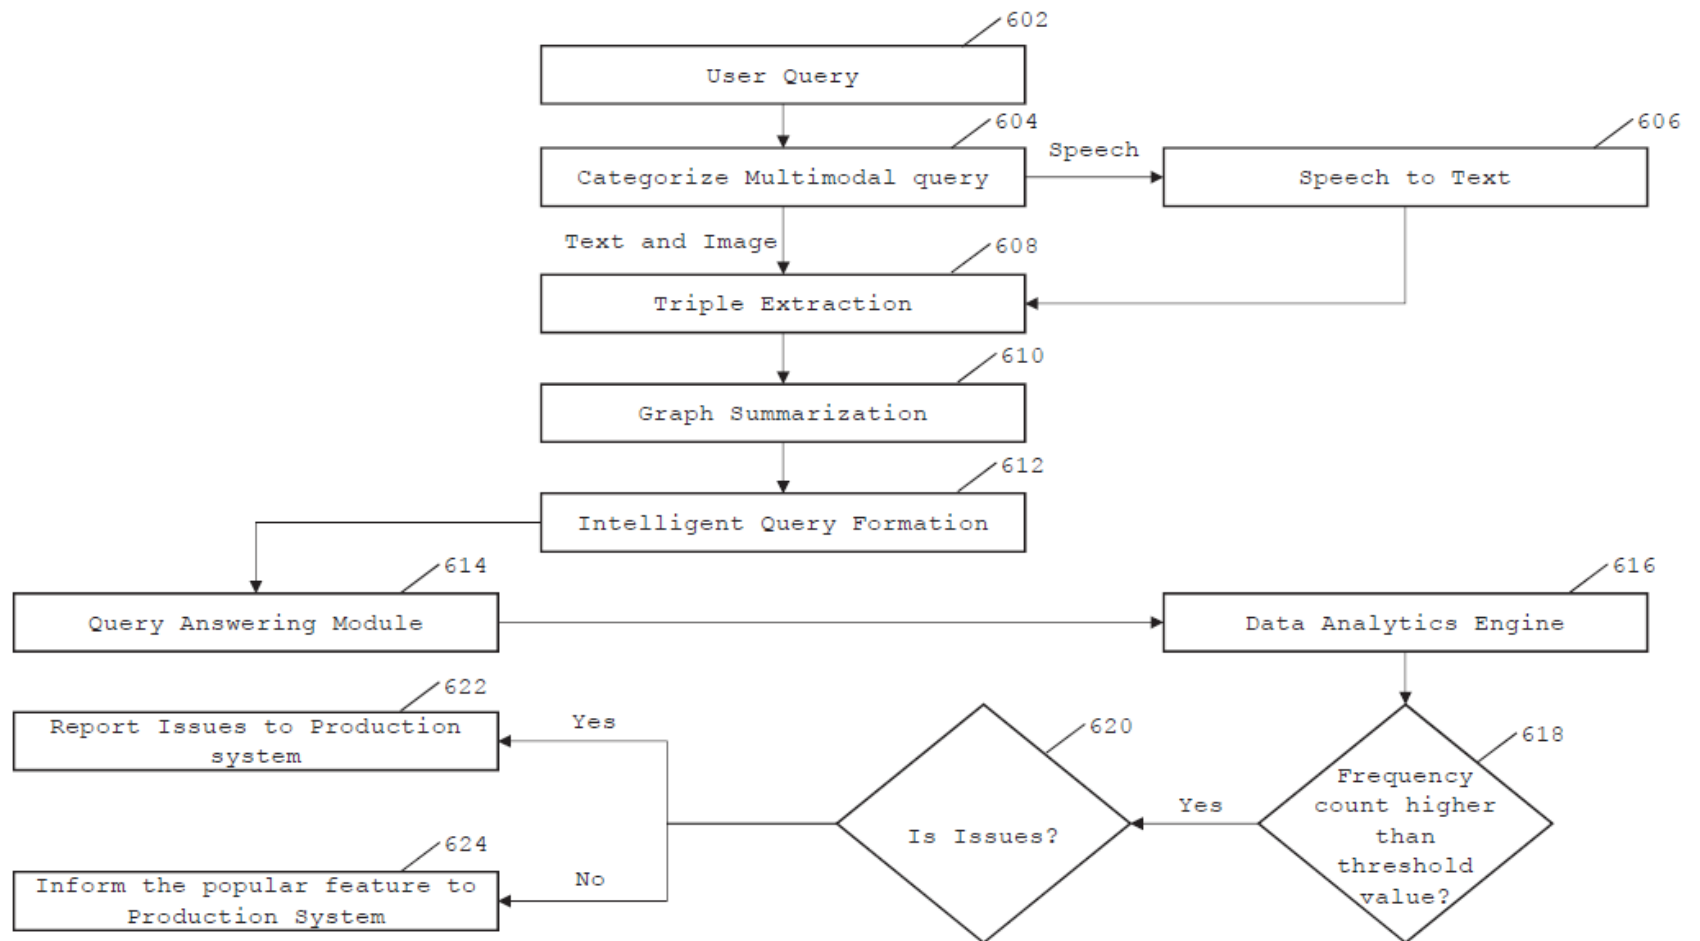 602
User Query
604
606
Categorize Multimodal query
Speech
Speech to Text
Text and Image
608
Triple Extraction
610
Graph Summarization
612
Intelligent Query Formation
614
616
Query Answering Module
Data Analytics Engine
622
Report Issues to Production
system
Yes
620
618
Is Issues?
Yes
Frequency
count higher
than
threshold
value?
624
Inform the popular feature to
Production System
No